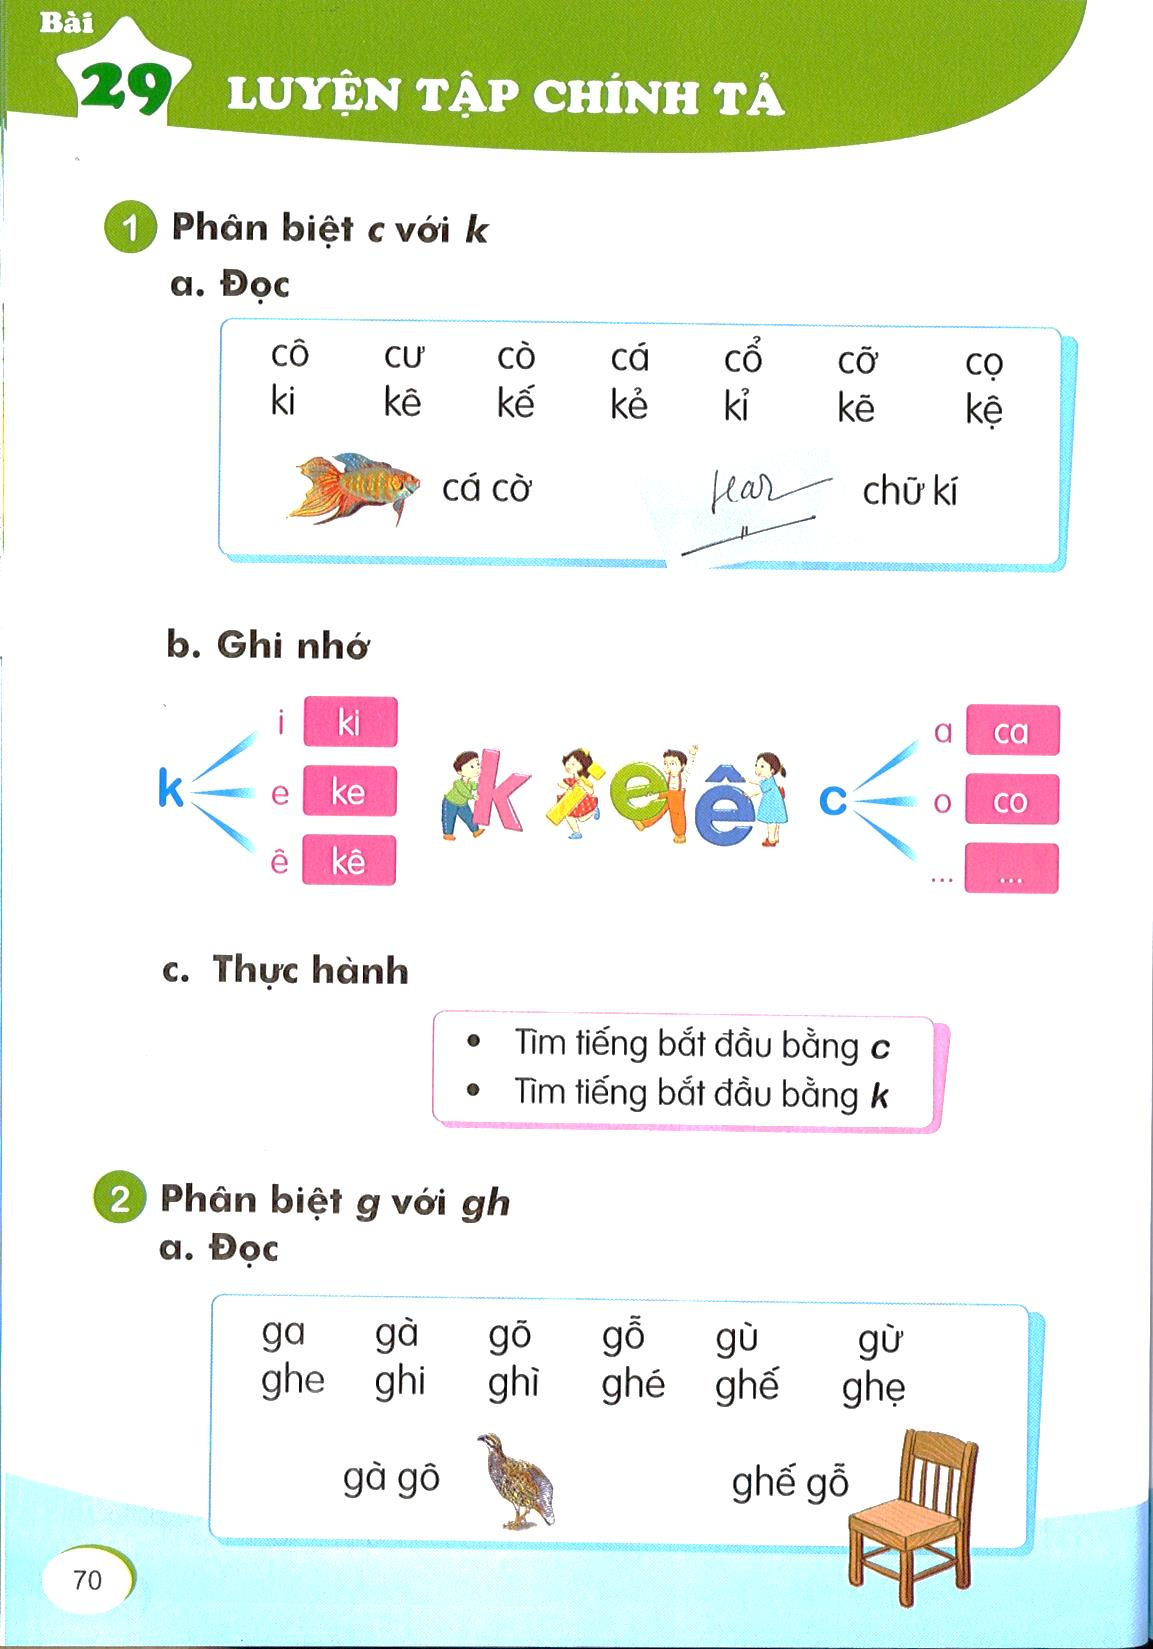 Bài
29
LUYỆN TẬP CHÍNH TẢ
1 Phân biệt c với k
a. Đọc
cô cư cò cá cổ cỡ cọ
ki kê kế kẻ kỉ kẽ kệ
cá cờ chữ kí
b. Ghi nhớ
k
i ki
e ke
ê kê
k i e ê
c
a ca
o co
... ...
c. Thực hành
• Tìm tiếng bắt đầu bằng c
• Tìm tiếng bắt đầu bằng k
2 Phân biệt g với gh
a. Đọc
ga gà gõ gỗ gù gừ
ghe ghi ghì ghé ghế ghẹ
gà gô ghế gỗ
70